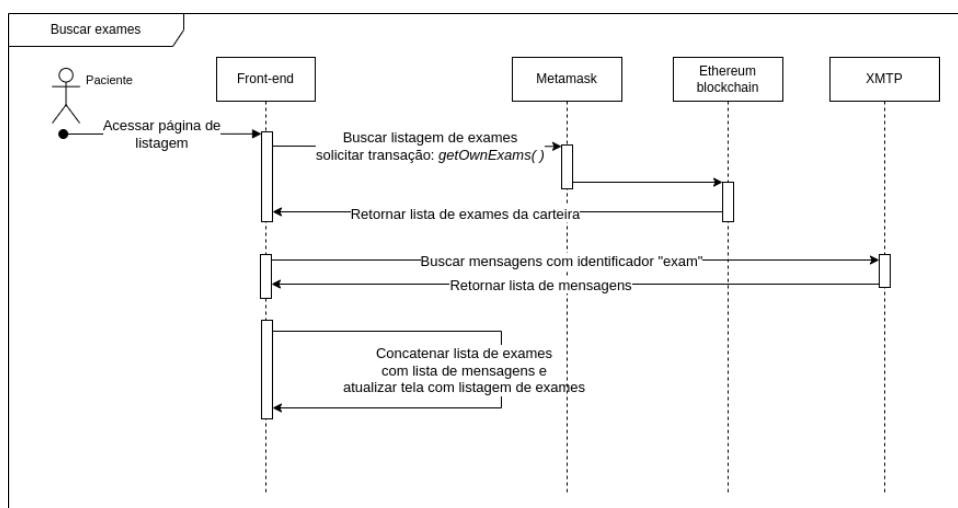 Buscar exames
Paciente
Front-end
Metamask
Ethereum
blockchain
XMTP
Acessar página de
listagem
Buscar listagem de exames
solicitar transação: getOwnExams( )
Retornar lista de exames da carteira
Buscar mensagens com identificador "exam"
Retornar lista de mensagens
Concatenar lista de exames
com lista de mensagens e
atualizar tela com listagem de exames